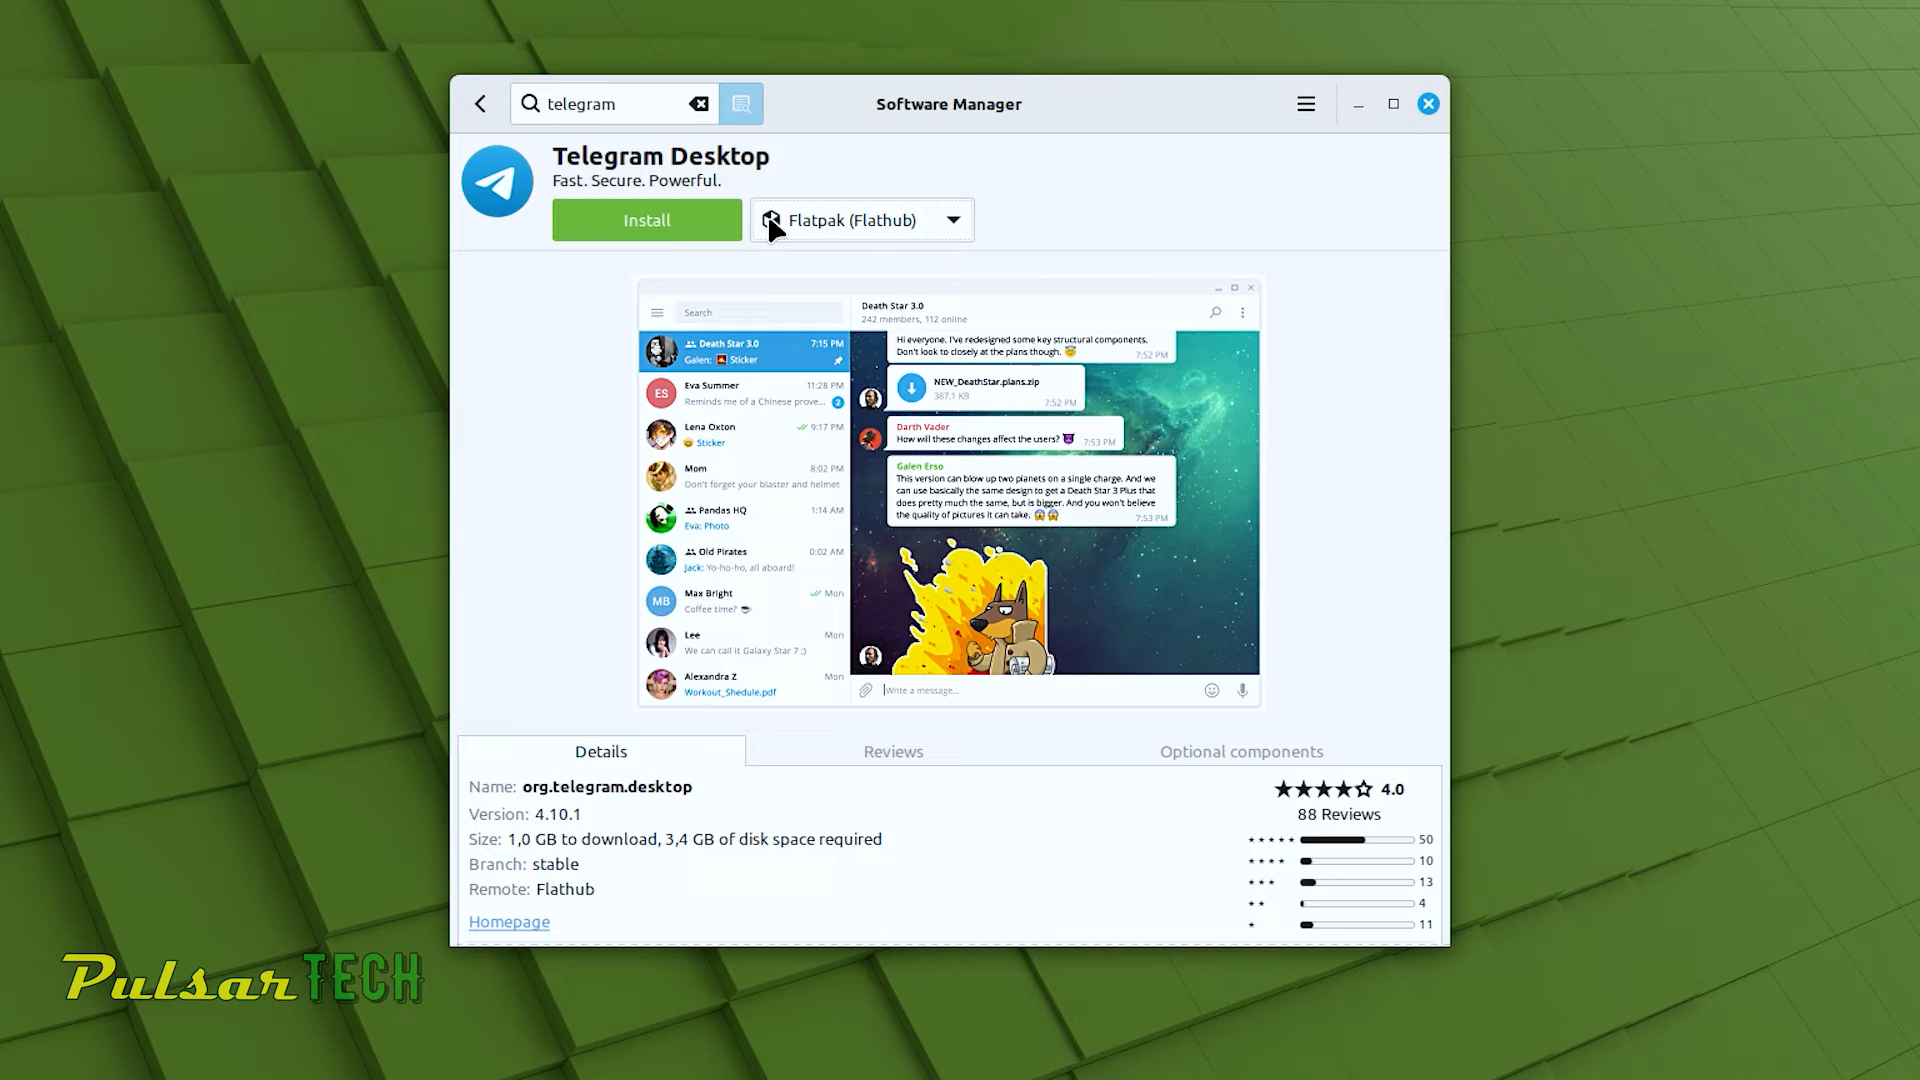 telegram
Software Manager
Telegram Desktop
Fast. Secure. Powerful.
Install
Flatpak (Flathub)
Search
Death Star 3.0
242 members, 112 online
Death Star 3.0 7:15 PM
Galen: Sticker
Eva Summer 11:28 PM
Reminds me of a Chinese prove... 2
Lena Oxton 9:17 PM
Sticker
Mom 8:02 PM
Don't forget your blaster and helmet
Pandas HQ 1:14 AM
Eva: Photo
Old Pirates 0:02 AM
Jack: Yo-ho-ho, all aboard!
Max Bright Mon
Coffee time?
Lee Mon
We can call it Galaxy Star 7 ;)
Alexandra Z Mon
Workout_Shedule.pdf
ES
MB
Hi everyone. I've redesigned some key structural components.
Don't look to closely at the plans though. 7:52 PM
NEW_DeathStar.plans.zip
387.1 KB
7:52 PM
Darth Vader
How will these changes affect the users? 7:53 PM
Galen Erso
This version can blow up two planets on a single charge. And we
can use basically the same design to get a Death Star 3 Plus that
does pretty much the same, but is bigger. And you won't believe
the quality of pictures it can take. 7:53 PM
Write a message...
Details
Reviews
Optional components
Name: org.telegram.desktop
Version: 4.10.1
Size: 1,0 GB to download, 3,4 GB of disk space required
Branch: stable
Remote: Flathub
Homepage
4.0
88 Reviews
50
10
13
4
11
PulsarTECH